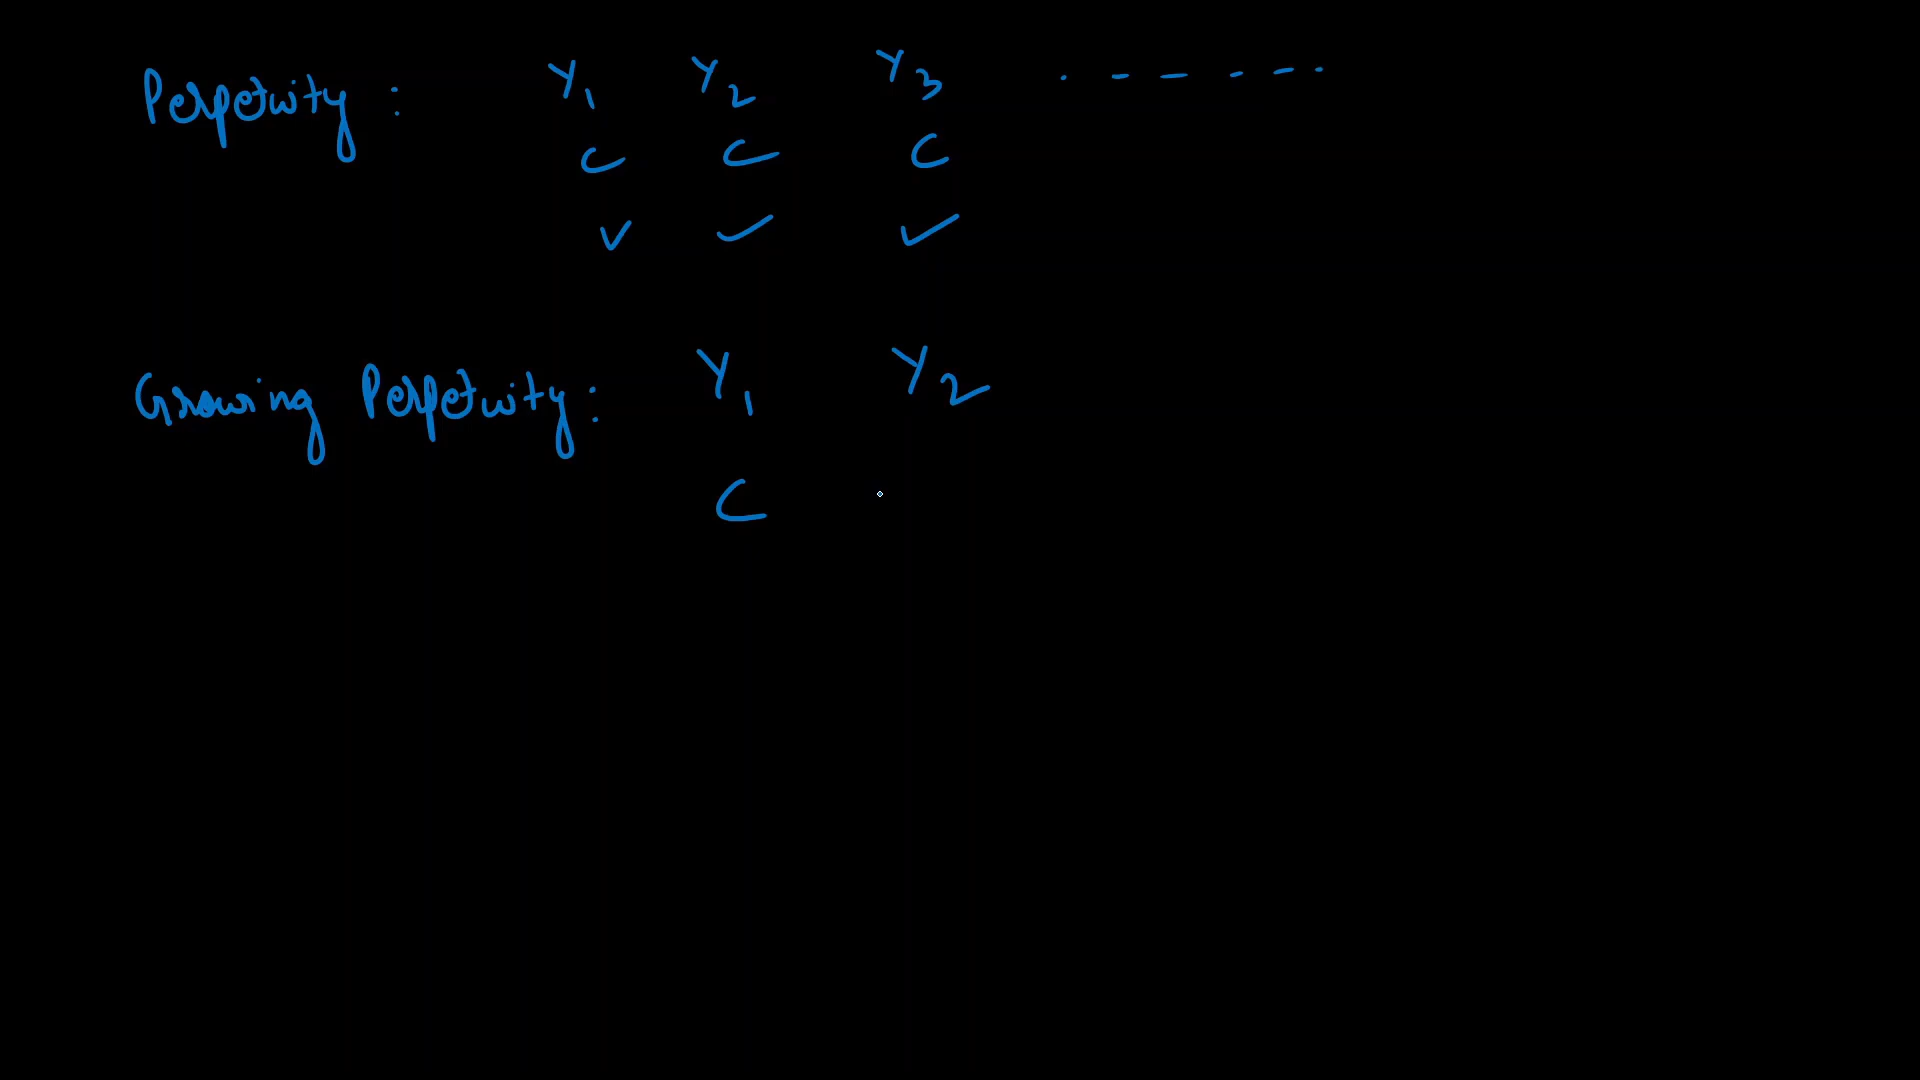 Perpetuity : Y1 Y2 Y3 . - - - - .
C C C
✓ ✓ ✓
Growing Perpetuity: Y1 Y2
C